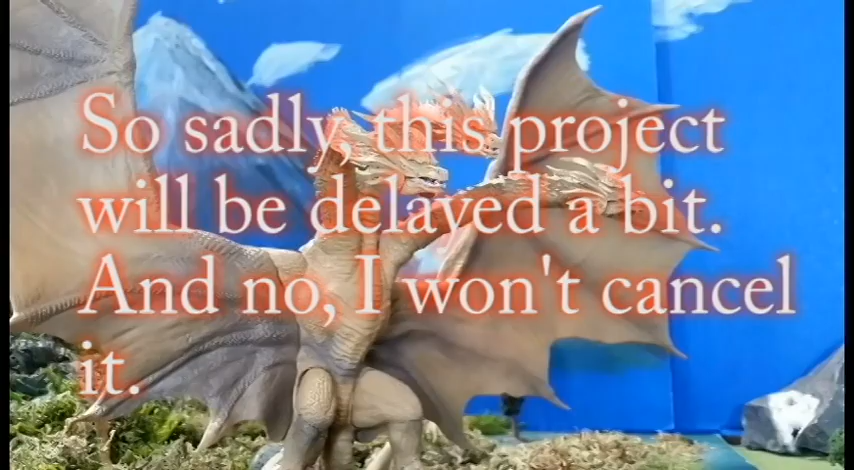 So sadly, this project
will be delayed a bit.
And no, I won't cancel
it.